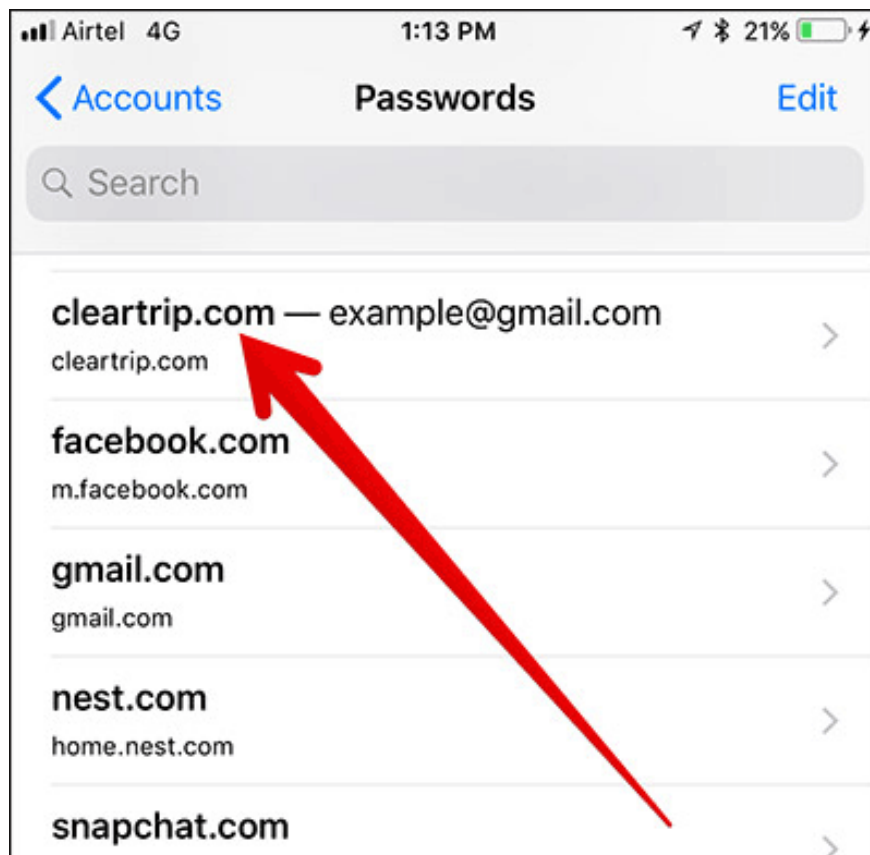 Airtel 4G 1:13 PM 21%
Accounts Passwords Edit
Search
cleartrip.com — example@gmail.com
cleartrip.com
facebook.com
m.facebook.com
gmail.com
gmail.com
nest.com
home.nest.com
snapchat.com